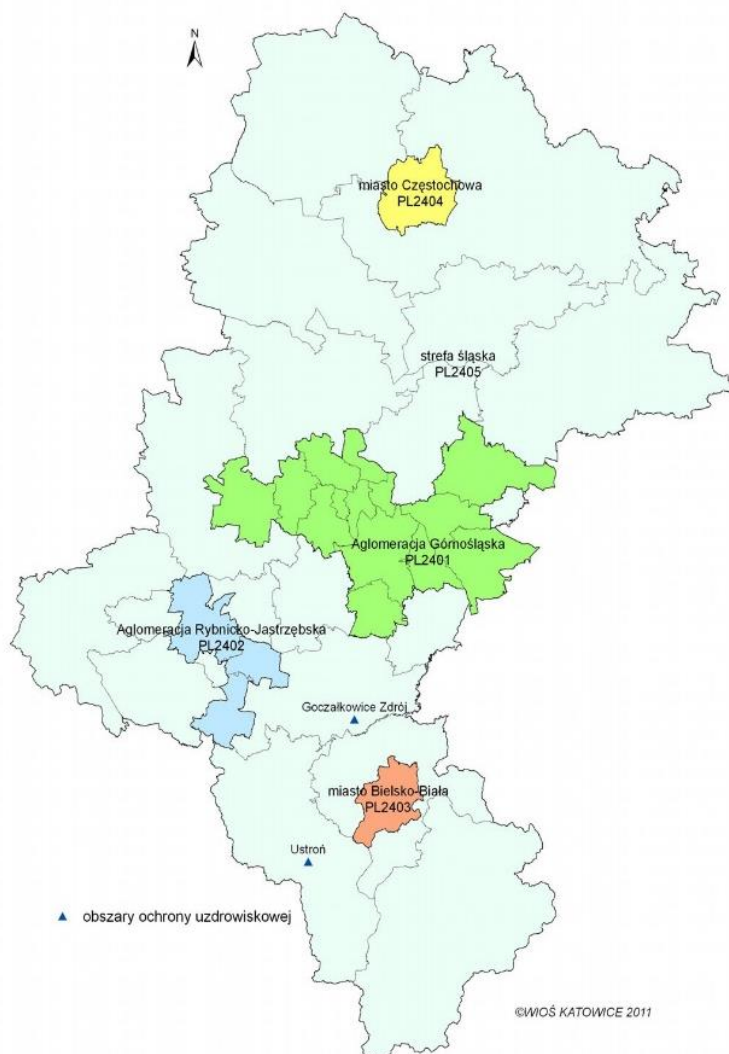 N
miasto Częstochowa
PL2404
strefa śląska
PL2405
Aglomeracja Górnośląska
PL2401
Aglomeracja Rybnicko-Jastrzębska
PL2402
Goczałkowice Zdrój
miasto Bielsko-Biała
PL2403
Ustroń
obszary ochrony uzdrowiskowej
©WIOŚ KATOWICE 2011